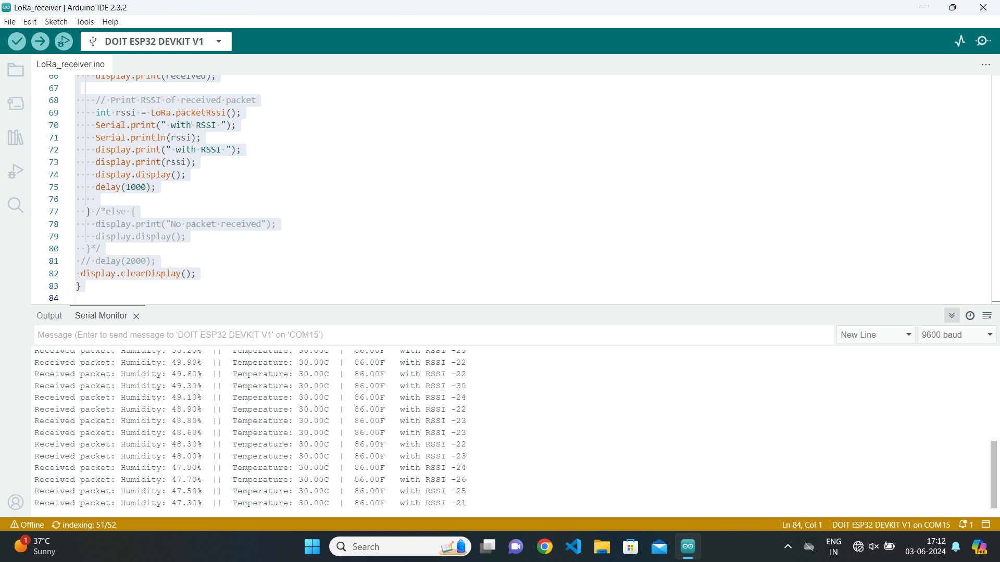 LoRa_receiver | Arduino IDE 2.3.2
File Edit Sketch Tools Help
DOIT ESP32 DEVKIT V1
LoRa_receiver.ino
66 display.print(received);
67
68 // Print RSSI of received packet
69 int rssi = LoRa.packetRssi();
70 Serial.print(" with RSSI ");
71 Serial.println(rssi);
72 display.print(" with RSSI ");
73 display.print(rssi);
74 display.display();
75 delay(1000);
76
77 } /*else {
78 display.print("No packet received");
79 display.display();
80 }*/
81 // delay(2000);
82 display.clearDisplay();
83 }
84
Output Serial Monitor
Message (Enter to send message to 'DOIT ESP32 DEVKIT V1' on 'COM15') New Line 9600 baud
Received packet: Humidity: 50.20% || Temperature: 30.00C | 86.00F with RSSI -23
Received packet: Humidity: 49.90% || Temperature: 30.00C | 86.00F with RSSI -22
Received packet: Humidity: 49.60% || Temperature: 30.00C | 86.00F with RSSI -22
Received packet: Humidity: 49.30% || Temperature: 30.00C | 86.00F with RSSI -30
Received packet: Humidity: 49.10% || Temperature: 30.00C | 86.00F with RSSI -24
Received packet: Humidity: 48.90% || Temperature: 30.00C | 86.00F with RSSI -22
Received packet: Humidity: 48.80% || Temperature: 30.00C | 86.00F with RSSI -23
Received packet: Humidity: 48.60% || Temperature: 30.00C | 86.00F with RSSI -23
Received packet: Humidity: 48.30% || Temperature: 30.00C | 86.00F with RSSI -22
Received packet: Humidity: 48.00% || Temperature: 30.00C | 86.00F with RSSI -23
Received packet: Humidity: 47.80% || Temperature: 30.00C | 86.00F with RSSI -24
Received packet: Humidity: 47.70% || Temperature: 30.00C | 86.00F with RSSI -26
Received packet: Humidity: 47.50% || Temperature: 30.00C | 86.00F with RSSI -25
Received packet: Humidity: 47.30% || Temperature: 30.00C | 86.00F with RSSI -21
Offline indexing: 51/52 Ln 84, Col 1 DOIT ESP32 DEVKIT V1 on COM15 1
1 37°C
Sunny
Search
ENG
IN
17:12
03-06-2024
PRE